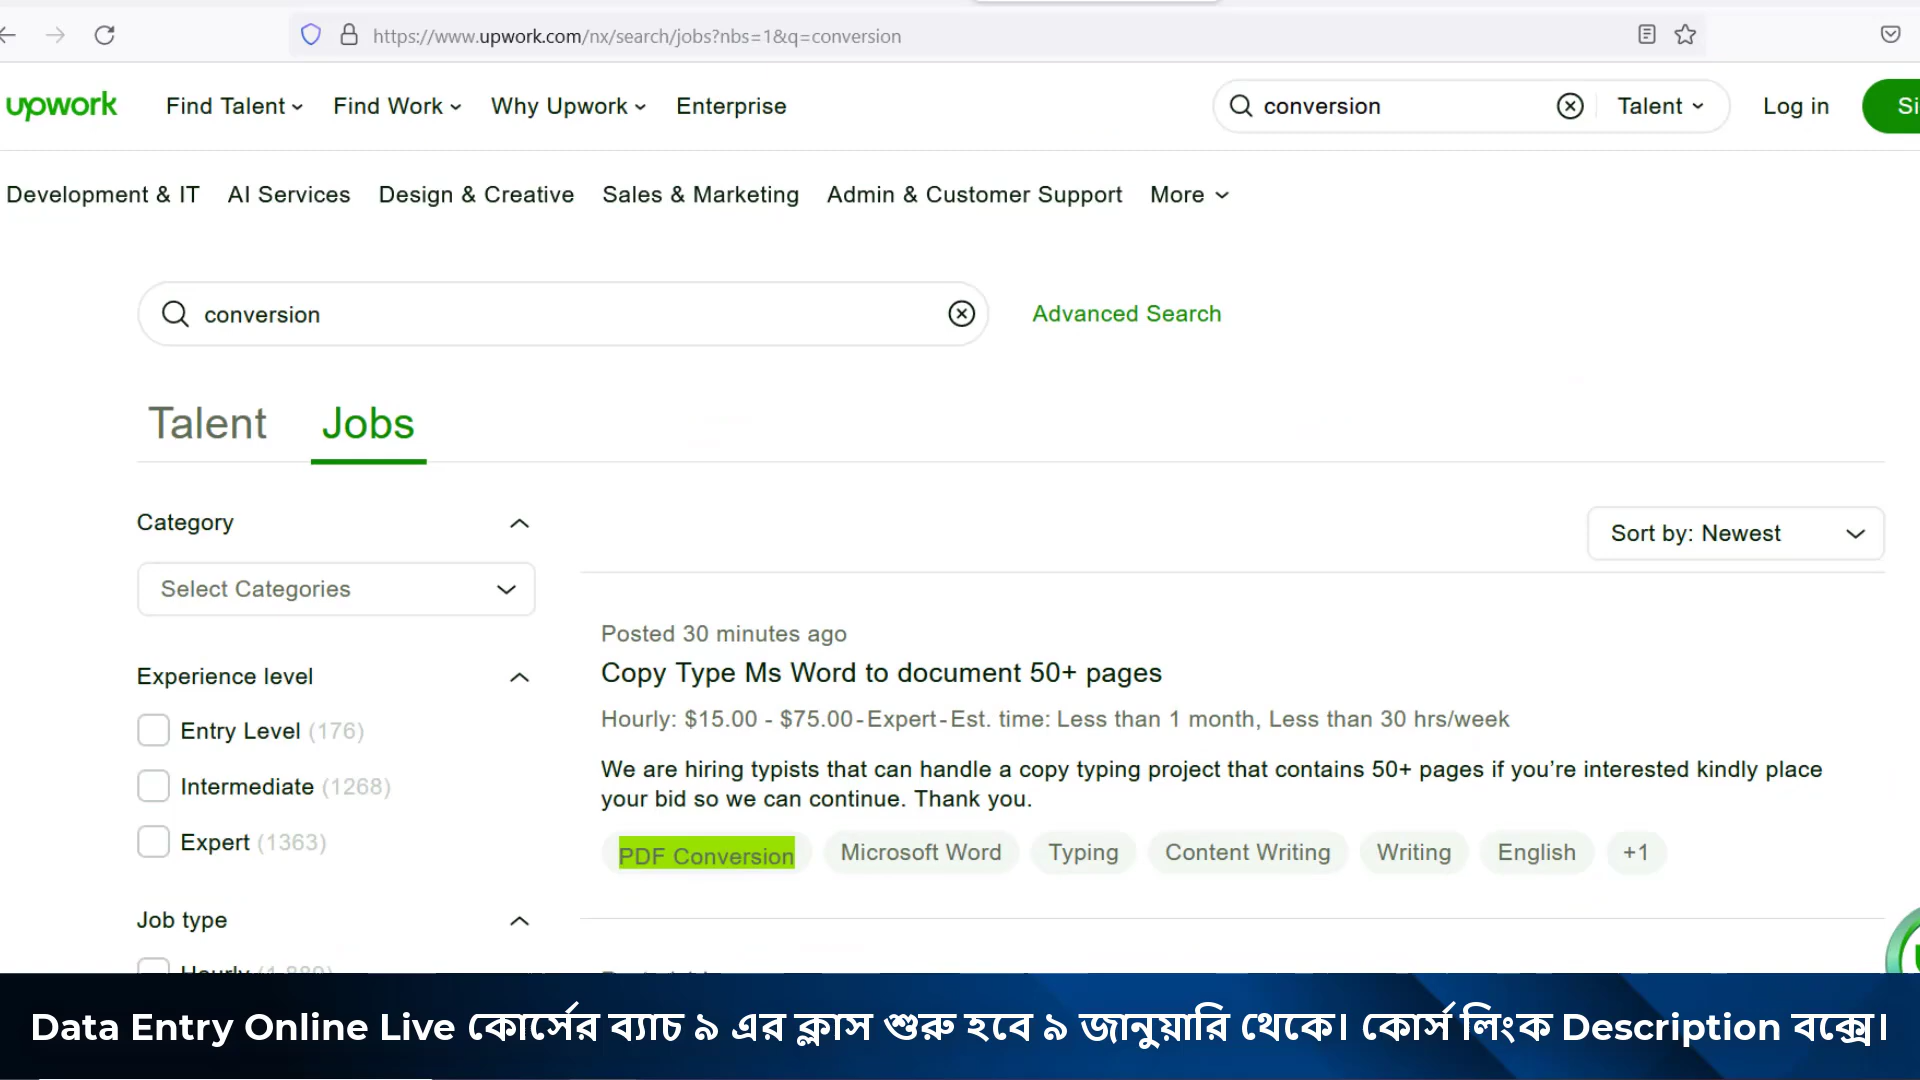 https://www.upwork.com/nx/search/jobs?nbs=1&q=conversion
upwork Find Talent Find Work Why Upwork Enterprise conversion Talent Log in
Development & IT AI Services Design & Creative Sales & Marketing Admin & Customer Support More
conversion Advanced Search
Talent Jobs
Category
Sort by: Newest
Select Categories
Posted 30 minutes ago
Copy Type Ms Word to document 50+ pages
Experience level
Hourly: $15.00 - $75.00-Expert-Est. time: Less than 1 month, Less than 30 hrs/week
Entry Level (176)
We are hiring typists that can handle a copy typing project that contains 50+ pages if you’re interested kindly place
Intermediate (1268)
your bid so we can continue. Thank you.
Expert (1363)
PDF Conversion Microsoft Word Typing Content Writing Writing English +1
Job type
Data Entry Online Live কোর্সের ব্যাচ ৯ এর ক্লাস শুরু হবে ৯ জানুয়ারি থেকে। কোর্স লিংক Description বক্সে।